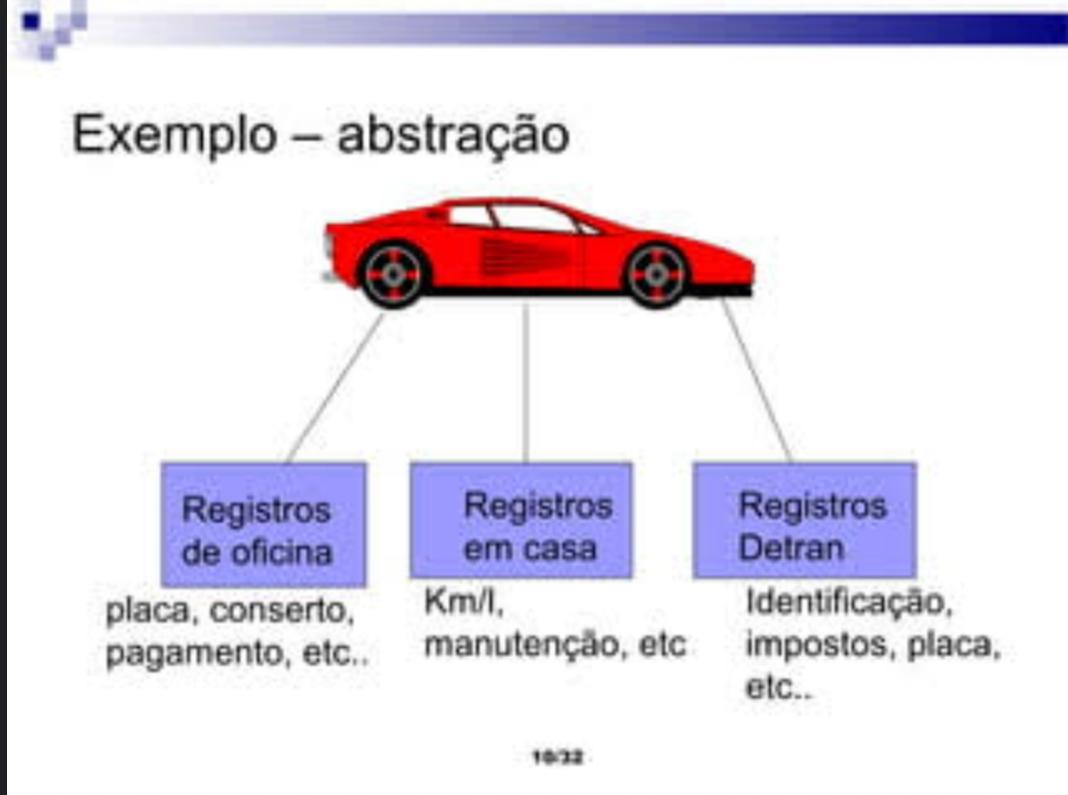 Exemplo – abstração
Registros
de oficina
placa, conserto,
pagamento, etc..
Registros
em casa
Km/l,
manutenção, etc
Registros
Detran
Identificação,
impostos, placa,
etc..
10/32